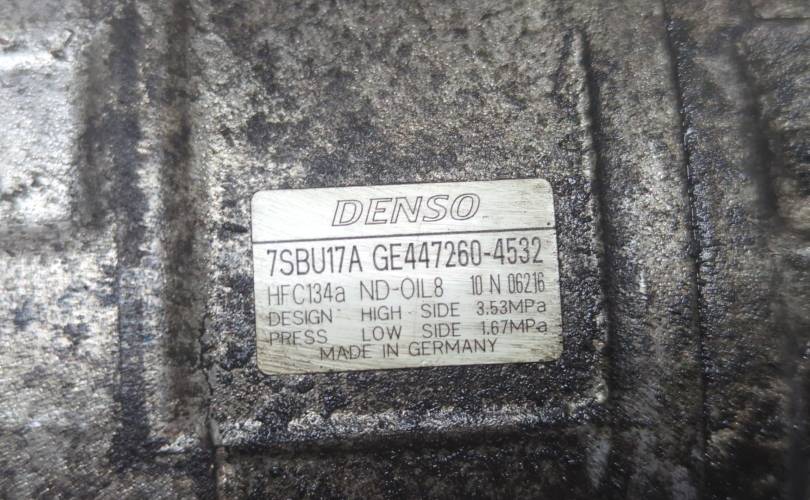 DENSO
7SBU17A GE447260-4532
HFC134a ND-OIL8 10 N 06216
DESIGN HIGH SIDE 3.53MPa
PRESS LOW SIDE 1.67MPa
MADE IN GERMANY